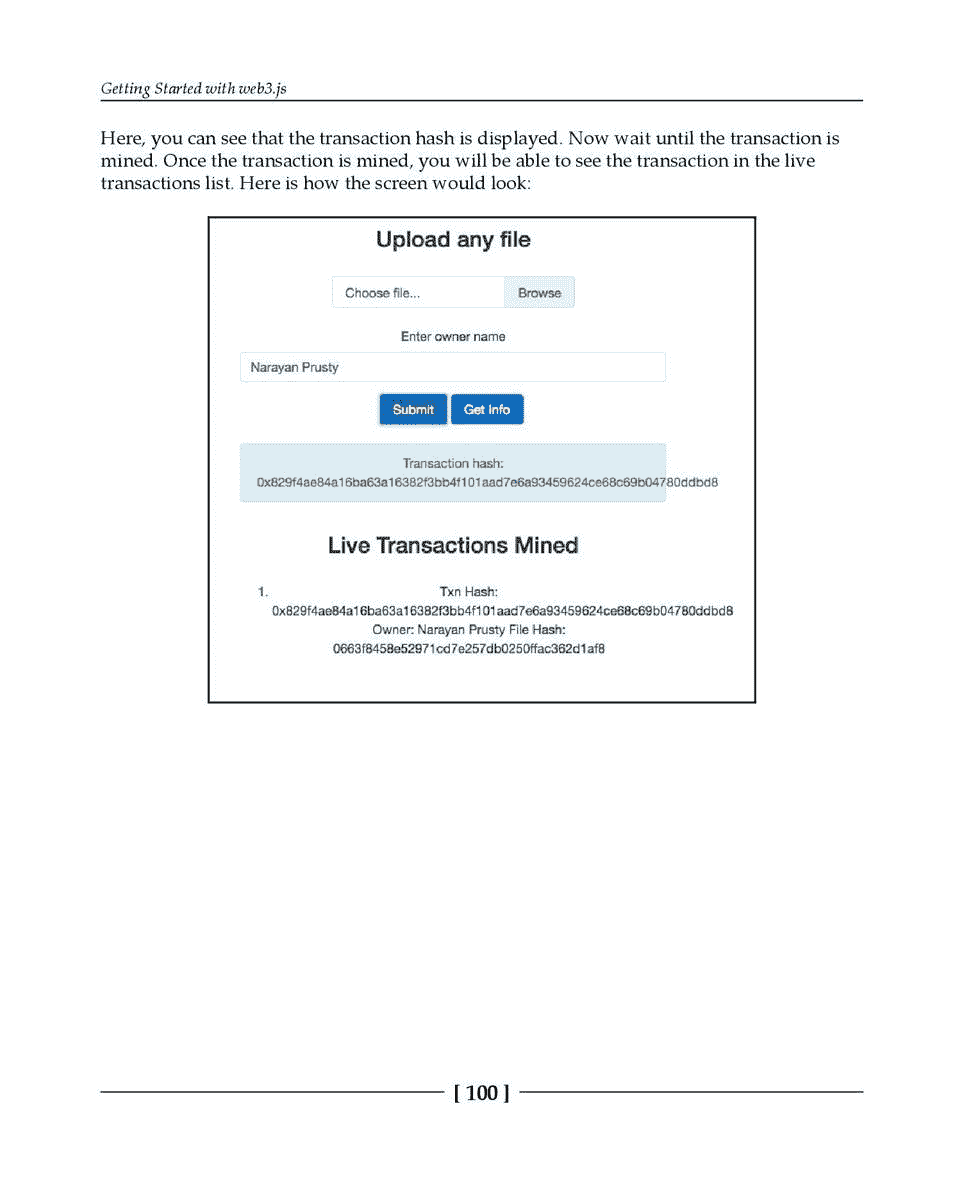 Getting Started with web3.js
Here, you can see that the transaction hash is displayed. Now wait until the transaction is
mined. Once the transaction is mined, you will be able to see the transaction in the live
transactions list. Here is how the screen would look:
Upload any file
Choose file... Browse
Enter owner name
Narayan Prusty
Submit Get Info
Transaction hash:
0x829f4ae84a16ba63a16382f3bb4f101aad7e6a93459624ce68c69b04780ddbd8
Live Transactions Mined
1. Txn Hash:
0x829f4ae84a16ba63a16382f3bb4f101aad7e6a93459624ce68c69b04780ddbd8
Owner: Narayan Prusty File Hash:
0663f8458e52971cd7e257db0250ffac362d1af8
[ 100 ]